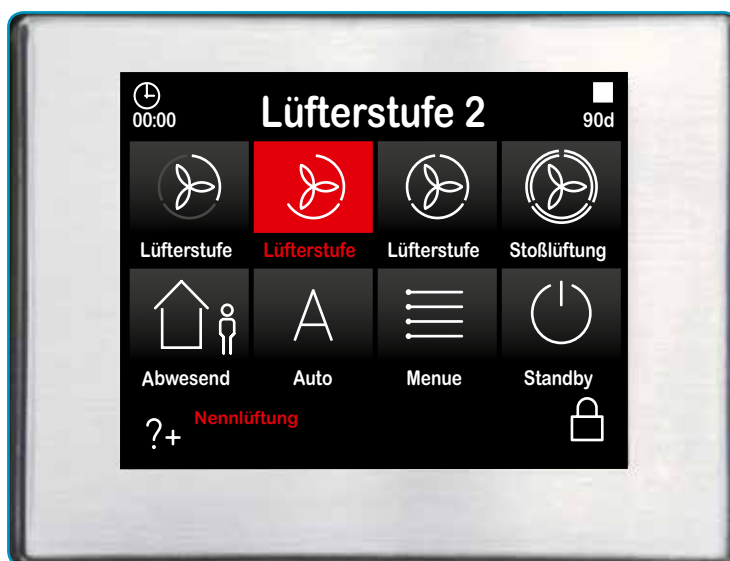 Lüfterstufe 2
00:00
90d
Lüfterstufe Lüfterstufe Lüfterstufe Stoßlüftung
A
Abwesend Auto Menue Standby
?+ Nennlüftung